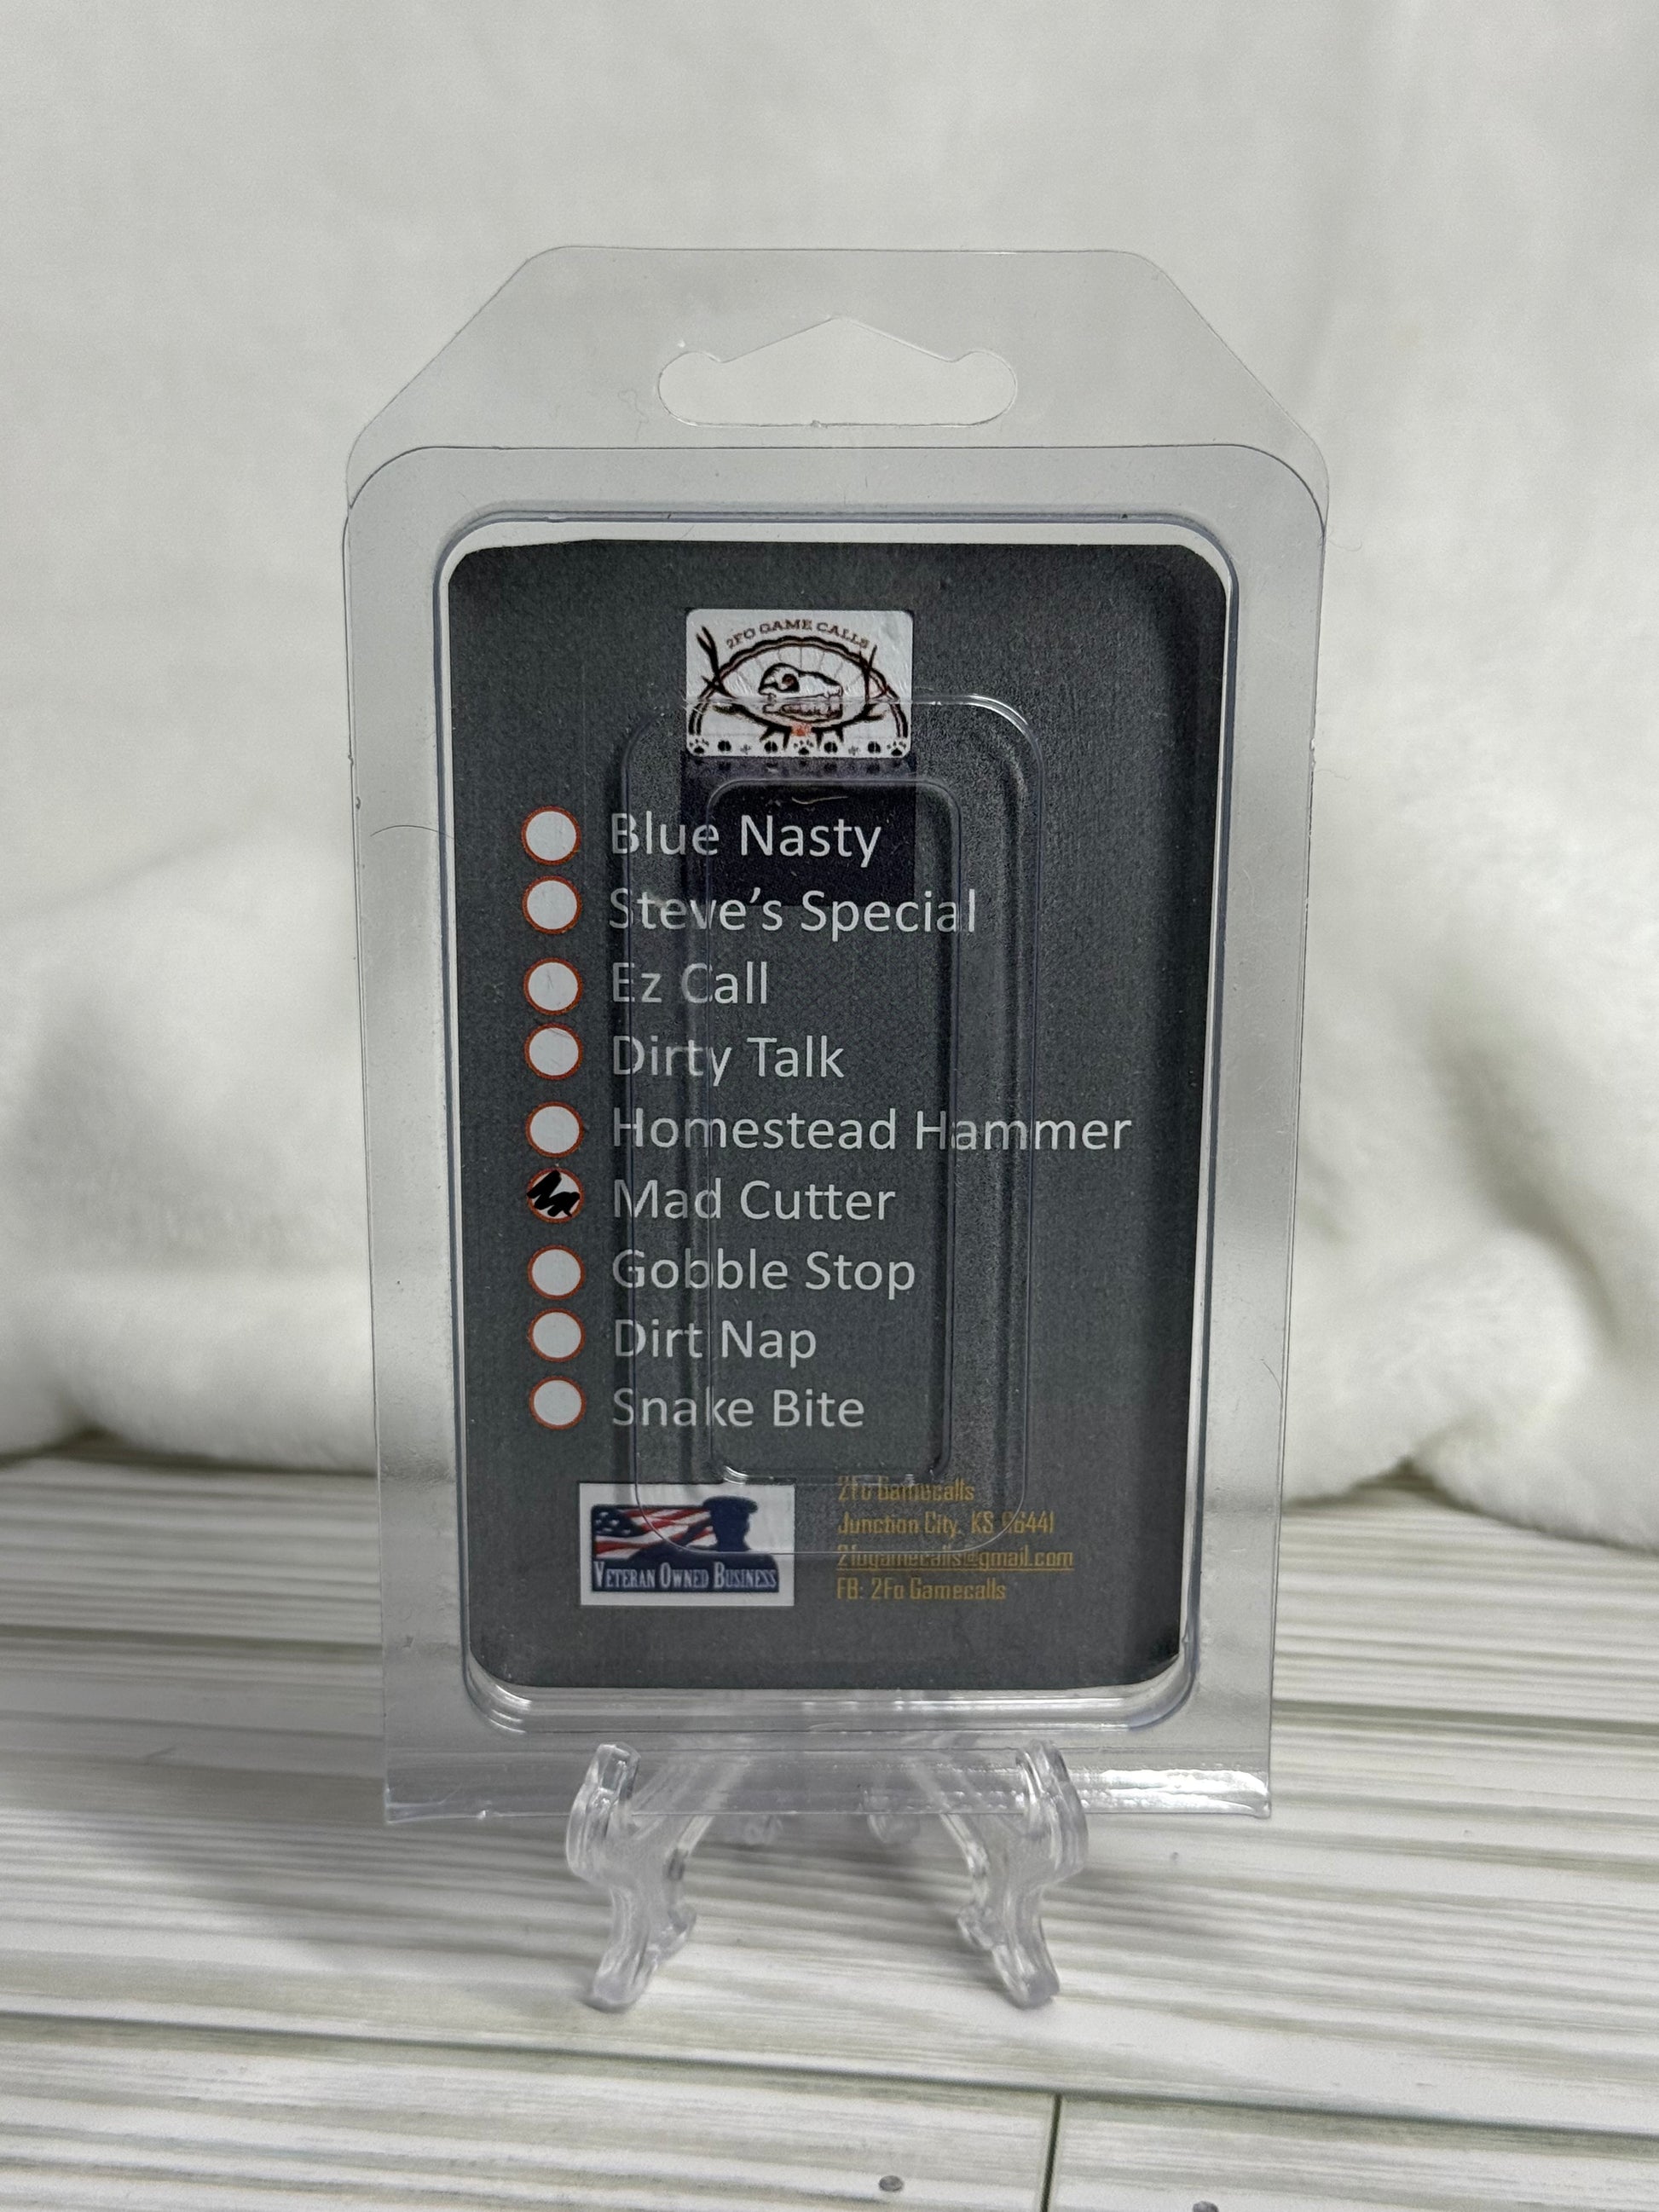 2FO GAME CALLS
Blue Nasty
Steve's Special
Ez Call
Dirty Talk
Homestead Hammer
Mad Cutter
Gobble Stop
Dirt Nap
Snake Bite
VETERAN OWNED BUSINESS
2Fo Gamecalls
Junction City, KS 96441
2fogamecalls@gmail.com
FB: 2Fo Gamecalls